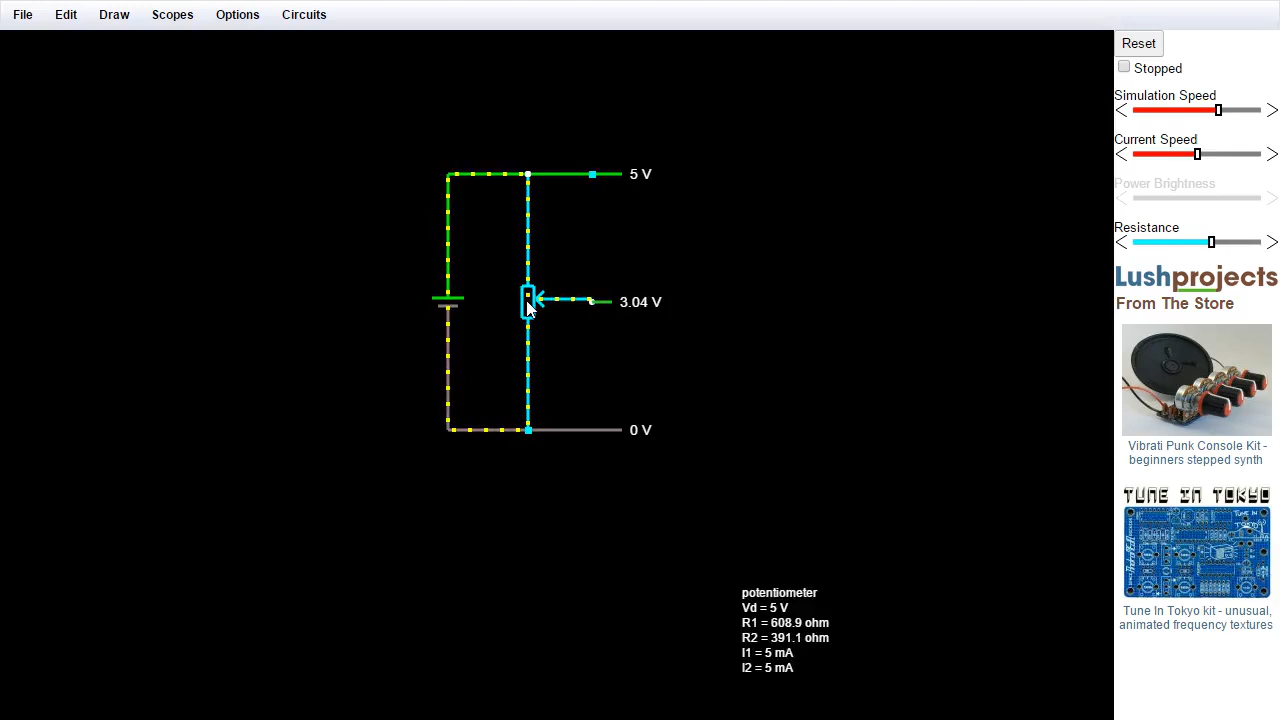 File Edit Draw Scopes Options Circuits
Reset
Stopped
Simulation Speed
Current Speed
Power Brightness
Resistance
Lushprojects
From The Store
Vibrati Punk Console Kit -
beginners stepped synth
TUNE IN TOKYO
Tune In Tokyo kit - unusual,
animated frequency textures
5 V
3.04 V
0 V
potentiometer
Vd = 5 V
R1 = 608.9 ohm
R2 = 391.1 ohm
I1 = 5 mA
I2 = 5 mA